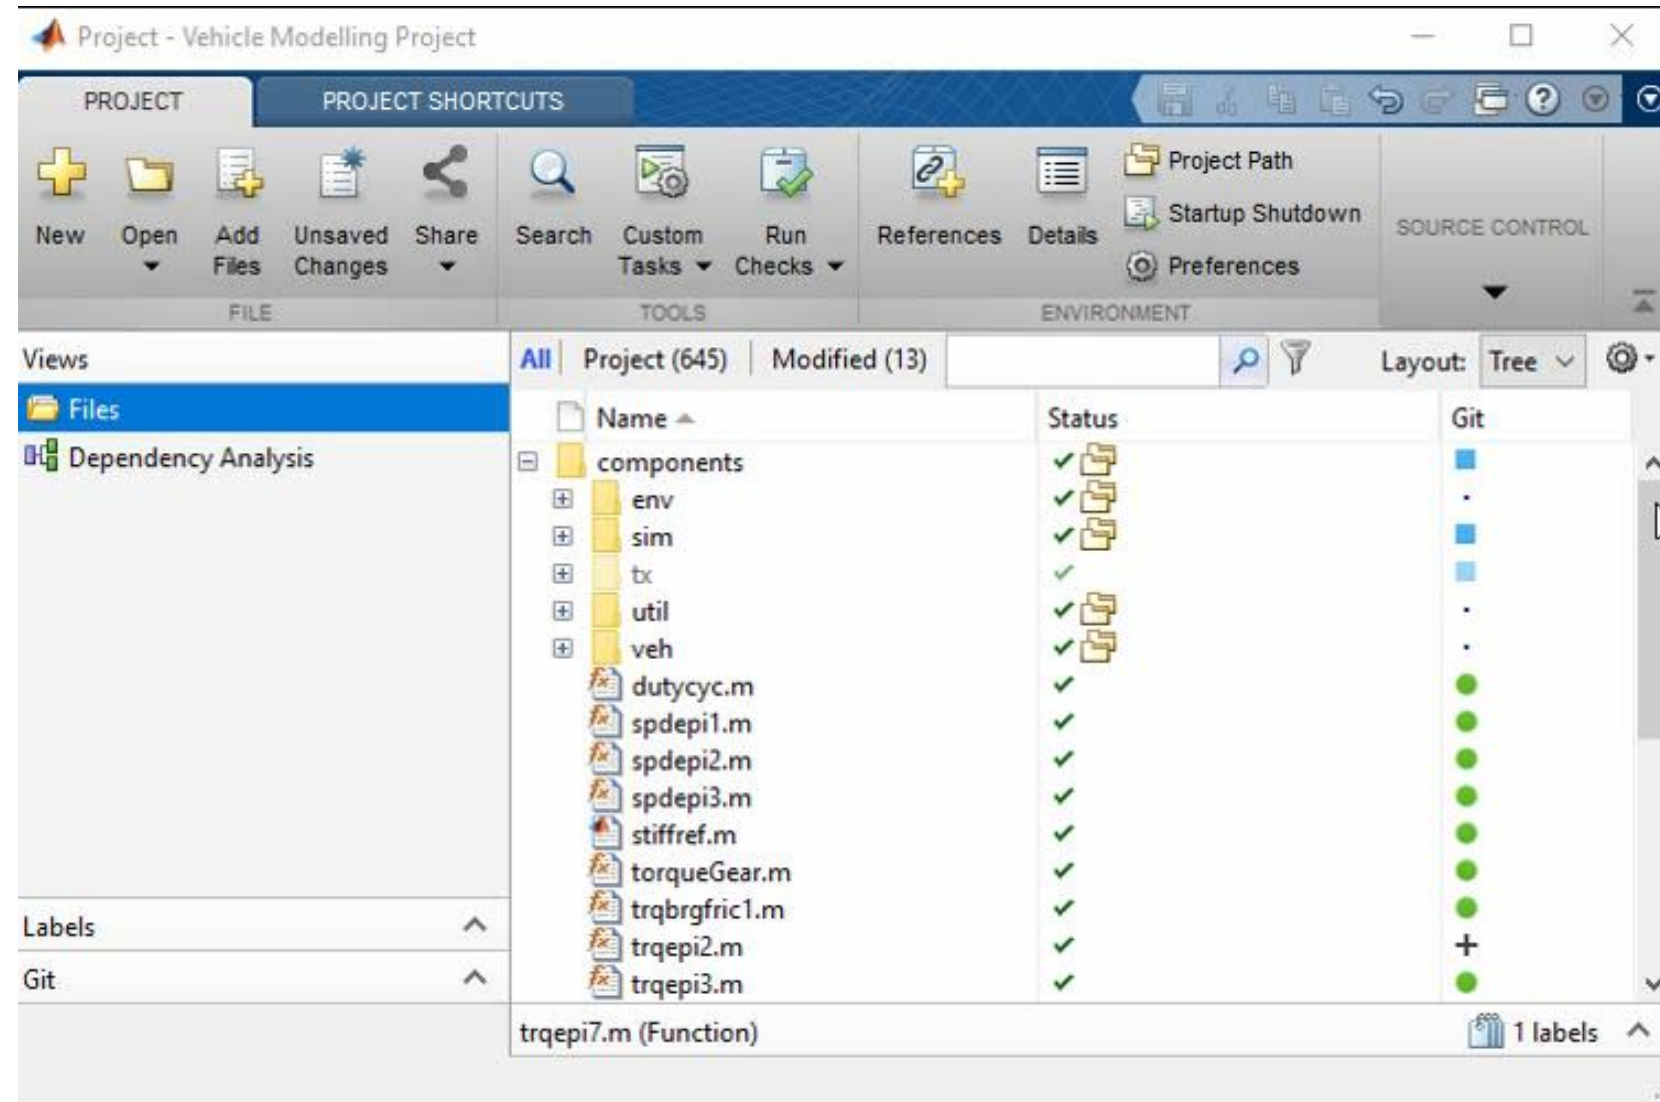 Project - Vehicle Modelling Project
PROJECT
PROJECT SHORTCUTS
New
Open
Add Files
Unsaved Changes
Share
Search
Custom Tasks
Run Checks
References
Details
Project Path
Startup Shutdown
Preferences
SOURCE CONTROL
FILE
TOOLS
ENVIRONMENT
Views
Files
Dependency Analysis
Labels
Git
All
Project (645)
Modified (13)
Layout:
Tree
Name
Status
Git
components
env
sim
tx
util
veh
dutycyc.m
spdepi1.m
spdepi2.m
spdepi3.m
stiffref.m
torqueGear.m
trqbrgfric1.m
trqepi2.m
trqepi3.m
trqepi7.m (Function)
1 labels